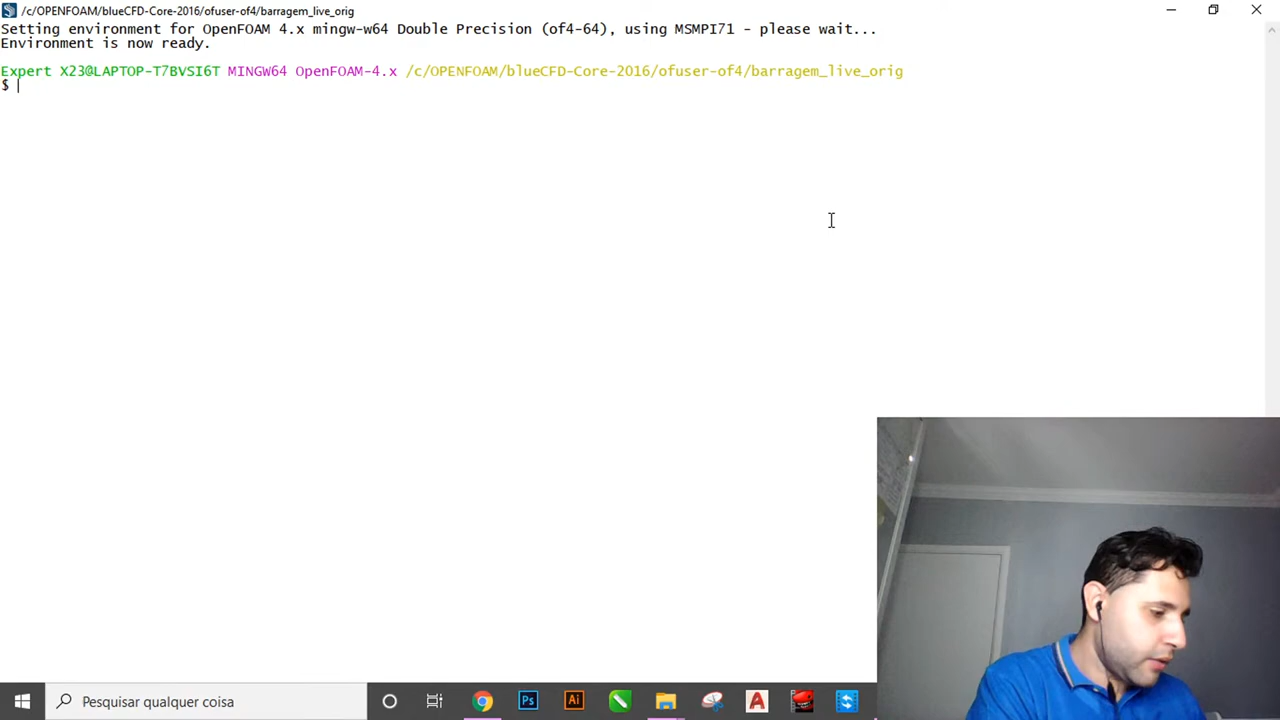 /c/OPENFOAM/blueCFD-Core-2016/ofuser-of4/barragem_live_orig
Setting environment for OpenFOAM 4.x mingw-w64 Double Precision (of4-64), using MSMPI71 - please wait...
Environment is now ready.
Expert X23@LAPTOP-T7BVSI6T MINGW64 OpenFOAM-4.x /c/OPENFOAM/blueCFD-Core-2016/ofuser-of4/barragem_live_orig
$
Pesquisar qualquer coisa
Ps
Ai
A